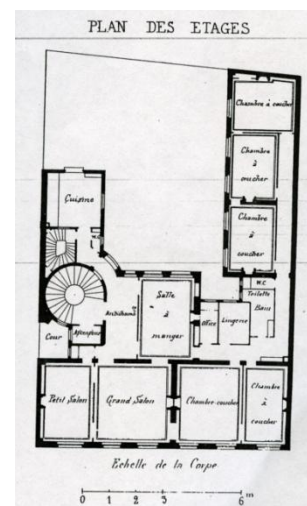 PLAN DES ETAGES
Chambre à coucher
Chambre
à
coucher
Cuisine
Chambre
à
coucher
W.C
Toilette
Bain
Salle
à
manger
Antichambre
Office
Lingerie
Cour
Ascenseur
Petit Salon
Grand Salon
Chambre coucher
Chambre
à
coucher
Echelle de la Coupe
0 1 2 3 6 m